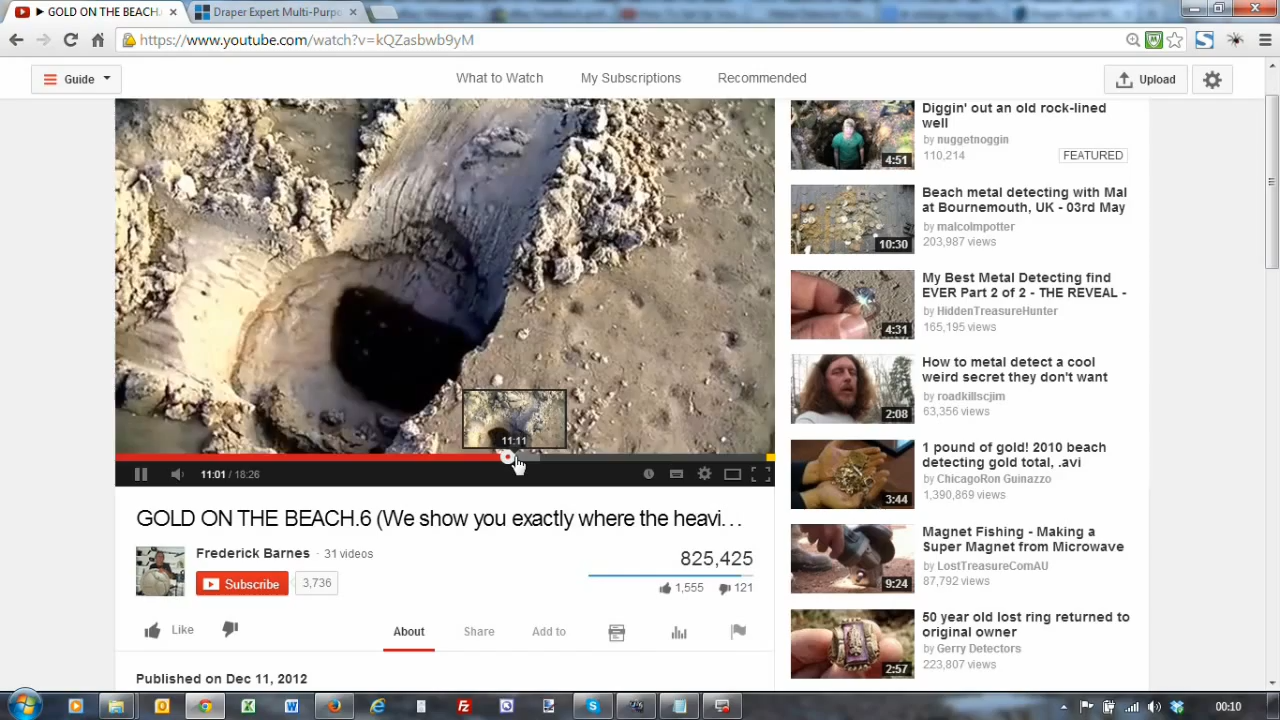 GOLD ON THE BEACH.
Draper Expert Multi-Purpo
https://www.youtube.com/watch?v=kQZasbwb9yM
Guide
What to Watch
My Subscriptions
Recommended
Upload
11:11
11:01 / 18:26
GOLD ON THE BEACH.6 (We show you exactly where the heavi…
Frederick Barnes · 31 videos
Subscribe
3,736
825,425
1,555
121
Like
About
Share
Add to
Published on Dec 11, 2012
Diggin' out an old rock-lined
well
by nuggetnoggin
110,214
FEATURED
4:51
Beach metal detecting with Mal
at Bournemouth, UK - 03rd May
by malcolmpotter
203,987 views
10:30
My Best Metal Detecting find
EVER Part 2 of 2 - THE REVEAL -
by HiddenTreasureHunter
165,195 views
4:31
How to metal detect a cool
weird secret they don't want
by roadkillscjim
63,356 views
2:08
1 pound of gold! 2010 beach
detecting gold total, .avi
by ChicagoRon Guinazzo
1,390,869 views
3:44
Magnet Fishing - Making a
Super Magnet from Microwave
by LostTreasureComAU
87,792 views
9:24
50 year old lost ring returned to
original owner
by Gerry Detectors
223,807 views
2:57
00:10